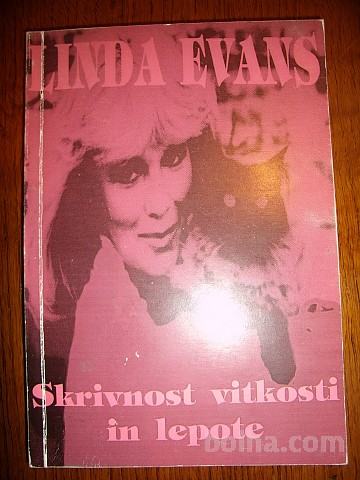 LINDA EVANS
Skrivnost vitkosti
in lepote
bolha.com